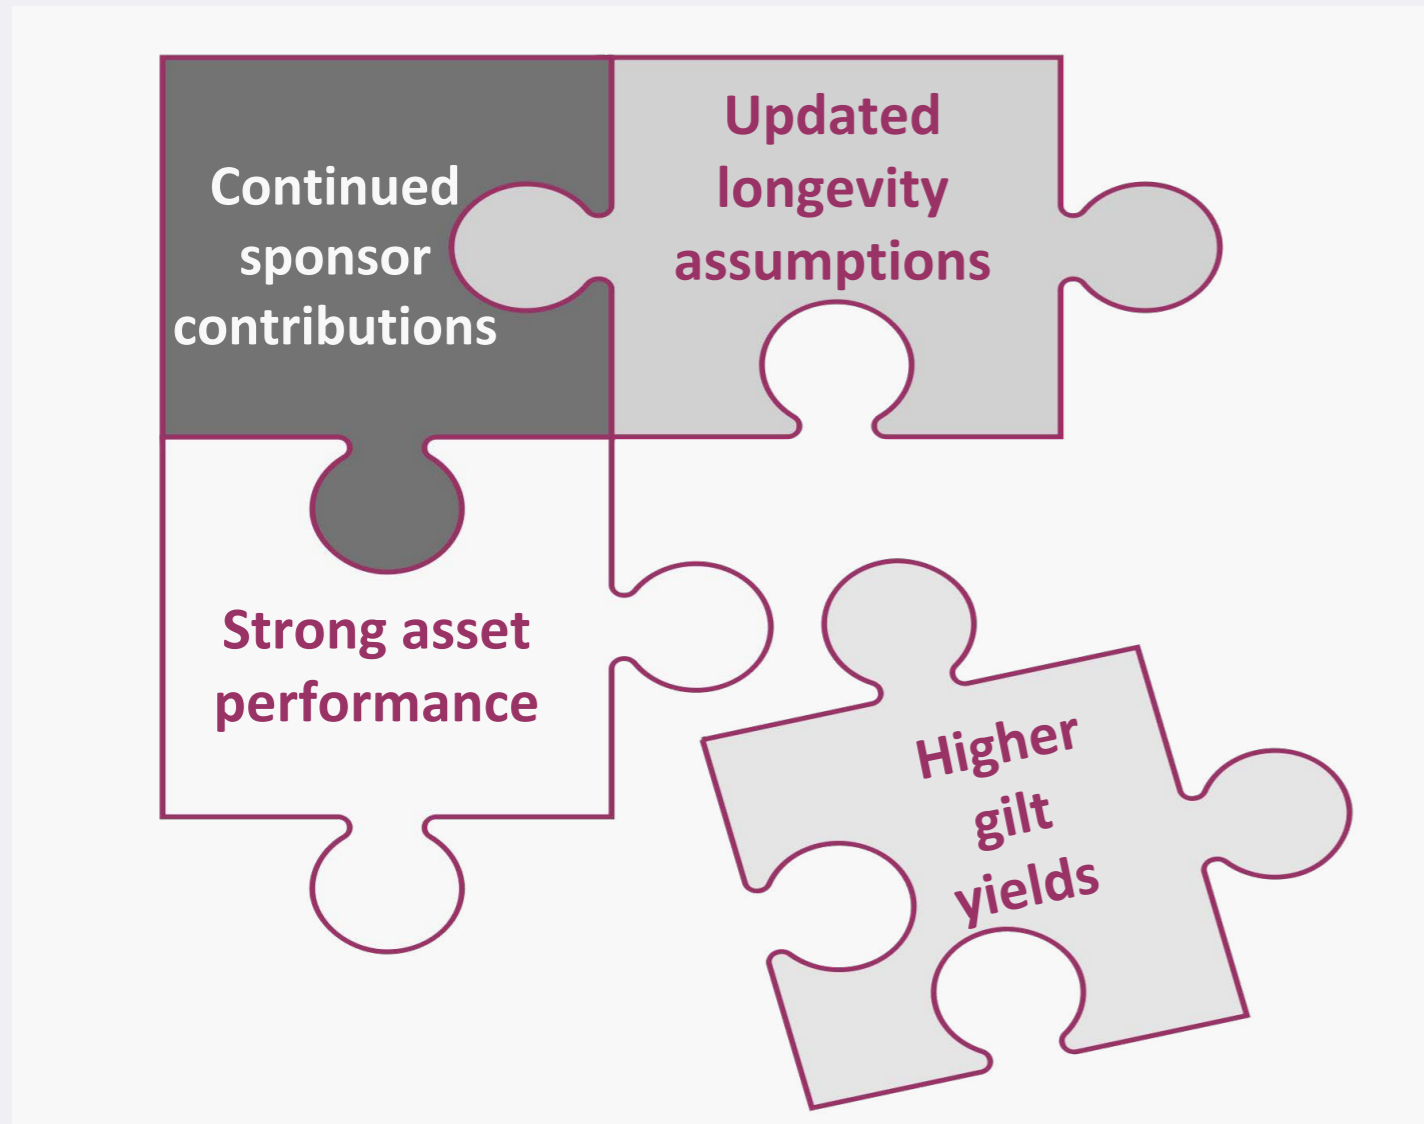 Continued
sponsor
contributions
Updated
longevity
assumptions
Strong asset
performance
Higher
gilt
yields